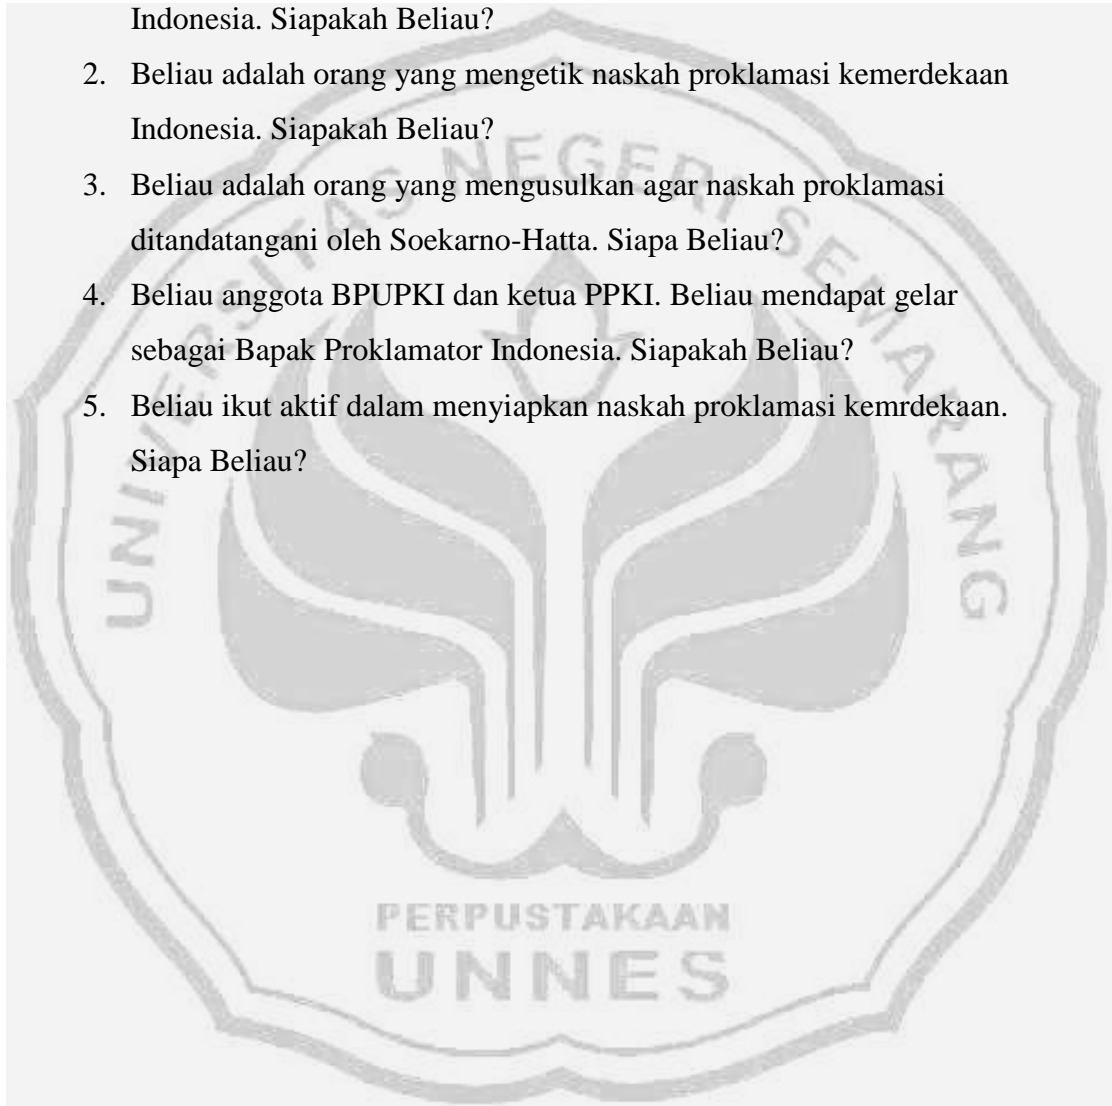 Indonesia. Siapakah Beliau?
2. Beliau adalah orang yang mengetik naskah proklamasi kemerdekaan
Indonesia. Siapakah Beliau?
3. Beliau adalah orang yang mengusulkan agar naskah proklamasi
ditandatangani oleh Soekarno-Hatta. Siapa Beliau?
4. Beliau anggota BPUPKI dan ketua PPKI. Beliau mendapat gelar
sebagai Bapak Proklamator Indonesia. Siapakah Beliau?
5. Beliau ikut aktif dalam menyiapkan naskah proklamasi kemrdekaan.
Siapa Beliau?
UNIVERSITAS NEGERI SEMARANG
PERPUSTAKAAN
UNNES